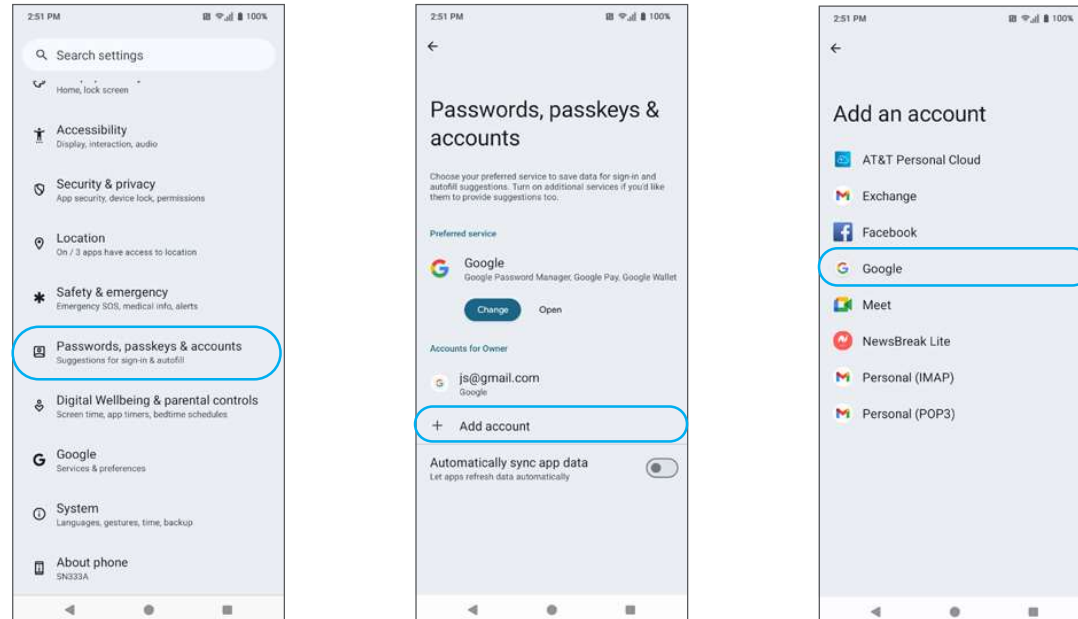 2:51 PM
100%
Search settings
Home, lock screen
Accessibility
Display, interaction, audio
Security & privacy
App security, device lock, permissions
Location
On / 3 apps have access to location
Safety & emergency
Emergency SOS, medical info, alerts
Passwords, passkeys & accounts
Suggestions for sign-in & autofill
Digital Wellbeing & parental controls
Screen time, app timers, bedtime schedules
Google
Services & preferences
System
Languages, gestures, time, backup
About phone
SN333A
2:51 PM
100%
Passwords, passkeys &
accounts
Choose your preferred service to save data for sign-in and
autofill suggestions. Turn on additional services if you'd like
them to provide suggestions too.
Preferred service
Google
Google Password Manager, Google Pay, Google Wallet
Change Open
Accounts for Owner
js@gmail.com
Google
+ Add account
Automatically sync app data
Let apps refresh data automatically
2:51 PM
100%
Add an account
AT&T Personal Cloud
Exchange
Facebook
Google
Meet
NewsBreak Lite
Personal (IMAP)
Personal (POP3)